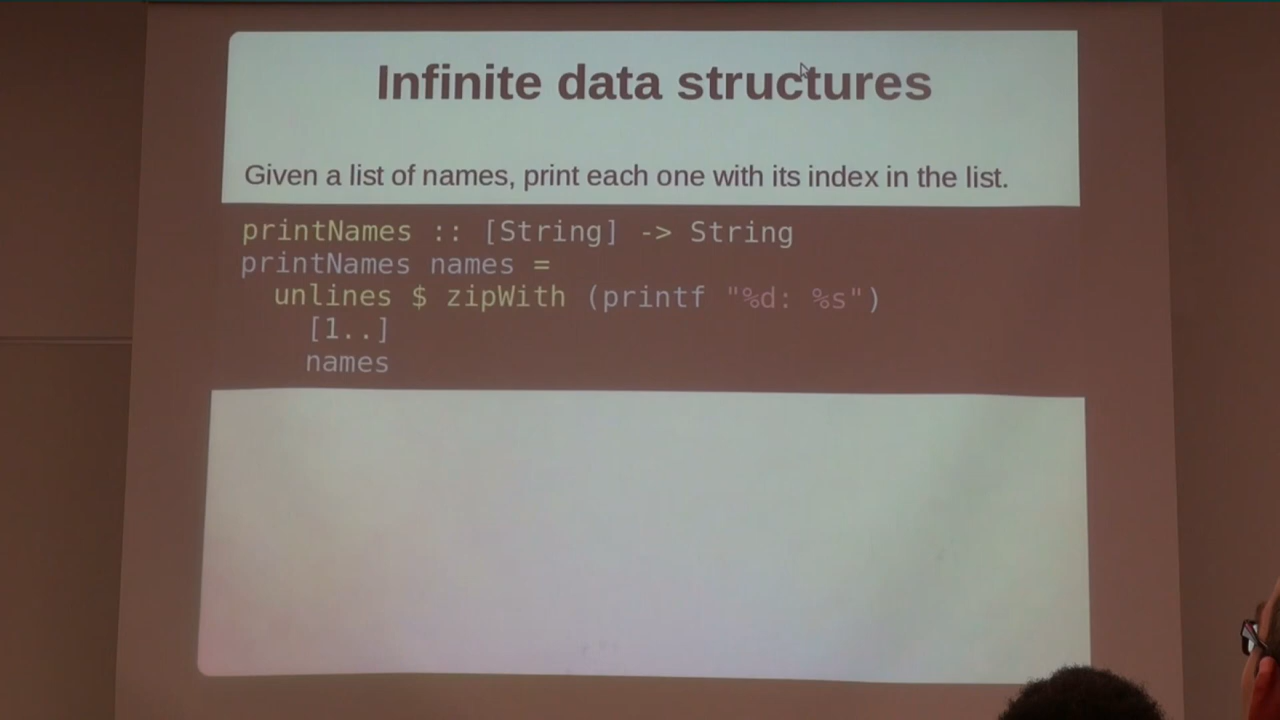 Infinite data structures
Given a list of names, print each one with its index in the list.
printNames :: [String] -> String
printNames names =
  unlines $ zipWith (printf "%d: %s")
    [1..]
    names